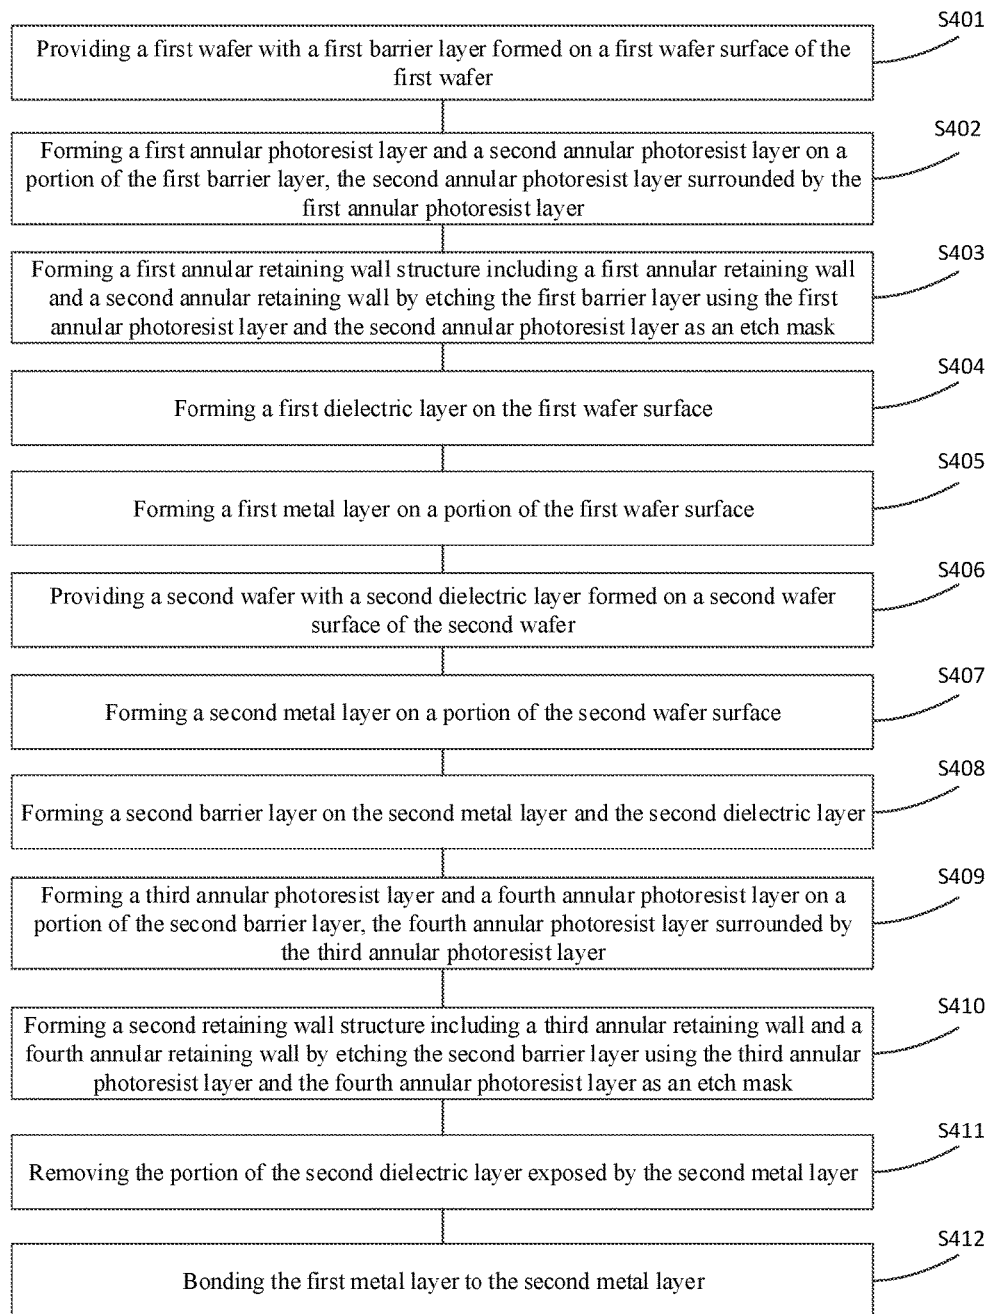 S401
Providing a first wafer with a first barrier layer formed on a first wafer surface of the
first wafer
S402
Forming a first annular photoresist layer and a second annular photoresist layer on a
portion of the first barrier layer, the second annular photoresist layer surrounded by the
first annular photoresist layer
S403
Forming a first annular retaining wall structure including a first annular retaining wall
and a second annular retaining wall by etching the first barrier layer using the first
annular photoresist layer and the second annular photoresist layer as an etch mask
S404
Forming a first dielectric layer on the first wafer surface
S405
Forming a first metal layer on a portion of the first wafer surface
S406
Providing a second wafer with a second dielectric layer formed on a second wafer
surface of the second wafer
S407
Forming a second metal layer on a portion of the second wafer surface
S408
Forming a second barrier layer on the second metal layer and the second dielectric layer
S409
Forming a third annular photoresist layer and a fourth annular photoresist layer on a
portion of the second barrier layer, the fourth annular photoresist layer surrounded by
the third annular photoresist layer
S410
Forming a second retaining wall structure including a third annular retaining wall and a
fourth annular retaining wall by etching the second barrier layer using the third annular
photoresist layer and the fourth annular photoresist layer as an etch mask
S411
Removing the portion of the second dielectric layer exposed by the second metal layer
S412
Bonding the first metal layer to the second metal layer